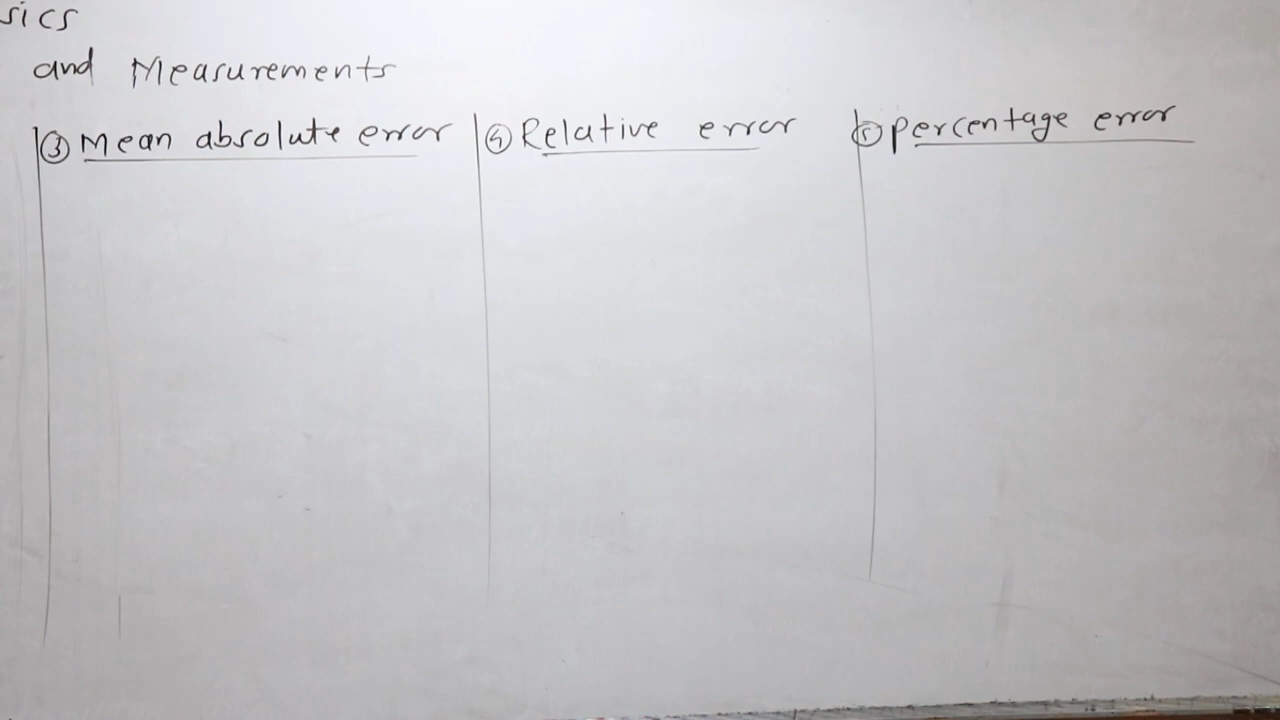 sics
and Measurements
③ Mean absolute error
④ Relative error
⑤ percentage error